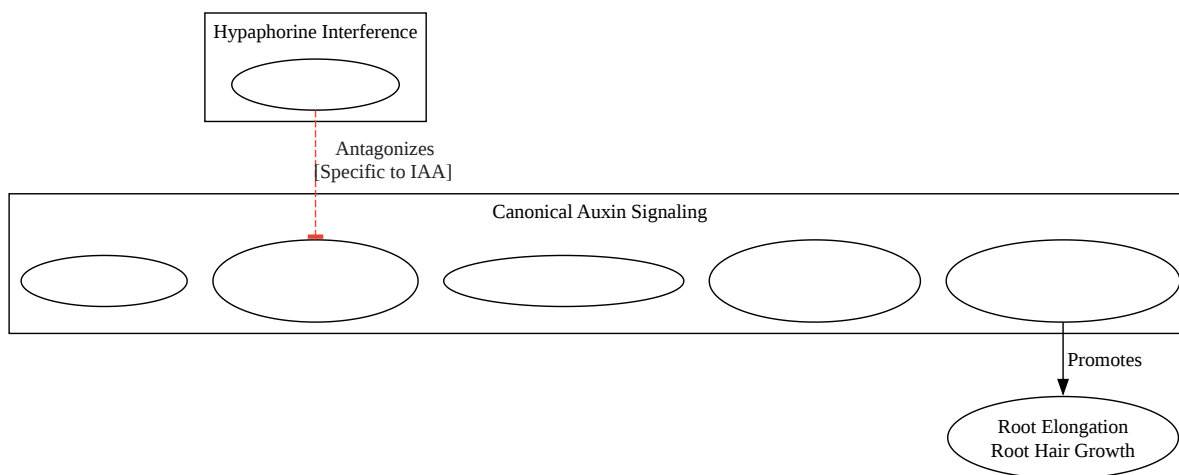 Hypaphorine Interference
Antagonizes
[Specific to IAA]
Canonical Auxin Signaling
Promotes
Root Elongation
Root Hair Growth